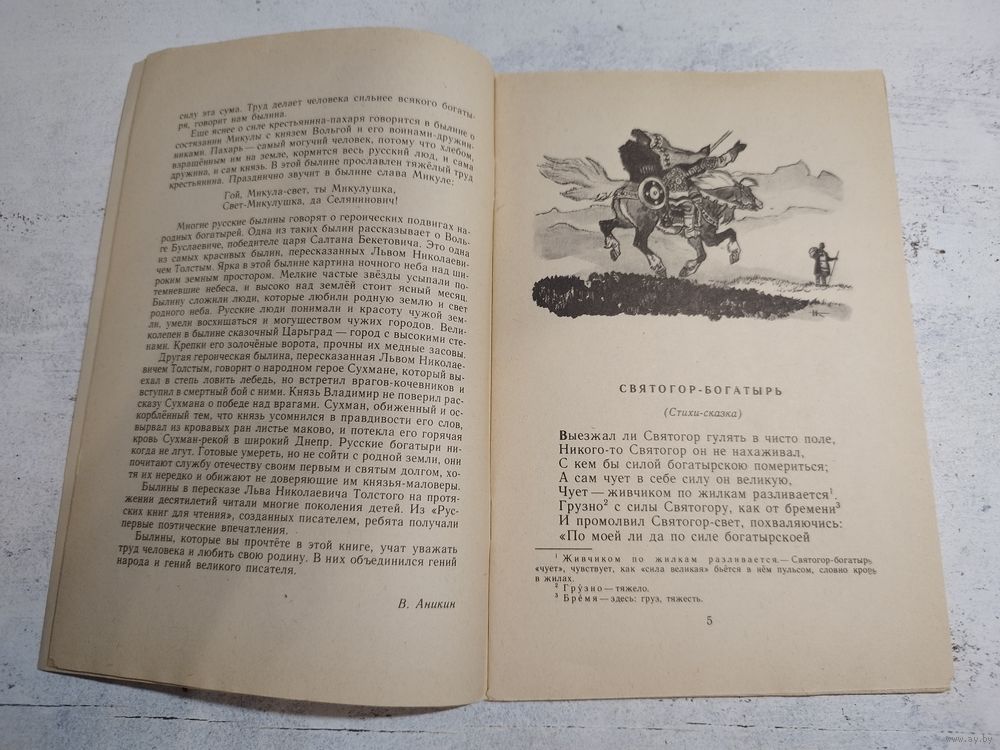 силу эта сума. Труд делает человека сильнее всякого богаты-
ря, говорит нам былина.
Еще яснее о силе крестьянина-пахаря говорится в былине о
состязании Микулы с князем Вольгой и его воинами-дружин-
никами. Пахарь — самый могучий человек, потому что хлебом,
взращённым им на земле, кормится весь русский люд, и сама
дружина, и сам князь. В этой былине прославлен тяжёлый труд
крестьянина. Празднично звучит в былине слава Микуле:
Гой, Микула-свет, ты Микулушка,
Свет-Микулушка, да Селянинович!
Многие русские былины говорят о героических подвигах на-
родных богатырей. Одна из таких былин рассказывает о Воль-
ге Буслаевиче, победителе царя Салтана Бекетовича. Это одна
из самых красивых былин, пересказанных Львом Николаеви-
чем Толстым. Ярка в этой былине картина ночного неба над ши-
роким земным простором. Мелкие частые звёзды усыпали по-
темневшие небеса, и высоко над землёй стоит ясный месяц.
Былину сложили люди, которые любили родную землю и свет
родного неба. Русские люди понимали и красоту чужой зем-
ли, умели восхищаться и могуществом чужих городов. Вели-
колепен в былине сказочный Царьград — город с высокими сте-
нами. Крепки его золочёные ворота, прочны их медные засовы.
Другая героическая былина, пересказанная Львом Николае-
вичем Толстым, говорит о народном герое Сухмане, который вы-
ехал в степь ловить лебедь, но встретил врагов-кочевников и
вступил в смертный бой с ними. Князь Владимир не поверил рас-
сказу Сухмана о победе над врагами. Сухман, обиженный и ос-
корблённый тем, что князь усомнился в правдивости его слов,
вырвал из кровавых ран листье маково, и потекла его горячая
кровь Сухман-рекой в широкий Днепр. Русские богатыри ни-
когда не лгут. Готовые умереть, но не сойти с родной земли, они
почитают службу отечеству своим первым и святым долгом, хо-
тя их нередко и обижают не доверяющие им князья-маловеры.
Былины в пересказе Льва Николаевича Толстого на протя-
жении десятилетий читали многие поколения детей. Из «Рус-
ских книг для чтения», созданных писателем, ребята получали
первые поэтические впечатления.
Былины, которые вы прочтёте в этой книге, учат уважать
труд человека и любить свою родину. В них объединился гений
народа и гений великого писателя.
В. Аникин
СВЯТОГОР-БОГАТЫРЬ
(Стихи-сказка)
Выезжал ли Святогор гулять в чисто поле,
Никого-то Святогор он не нахаживал,
С кем бы силой богатырскою помериться;
А сам чует в себе силу он великую,
Чует — живчиком по жилкам разливается¹.
Грузно² с силы Святогору, как от бремени³
И промолвил Святогор-свет, похваляючись:
«По моей ли да по силе богатырскоей
¹ Живчиком по жилкам разливается.— Святогор-богатырь
«чует», чувствует, как «сила великая» бьётся в нём пульсом, словно кровь
в жилах.
² Гру́зно — тяжело.
³ Бре́мя — здесь: груз, тяжесть.
5
www.ay.by